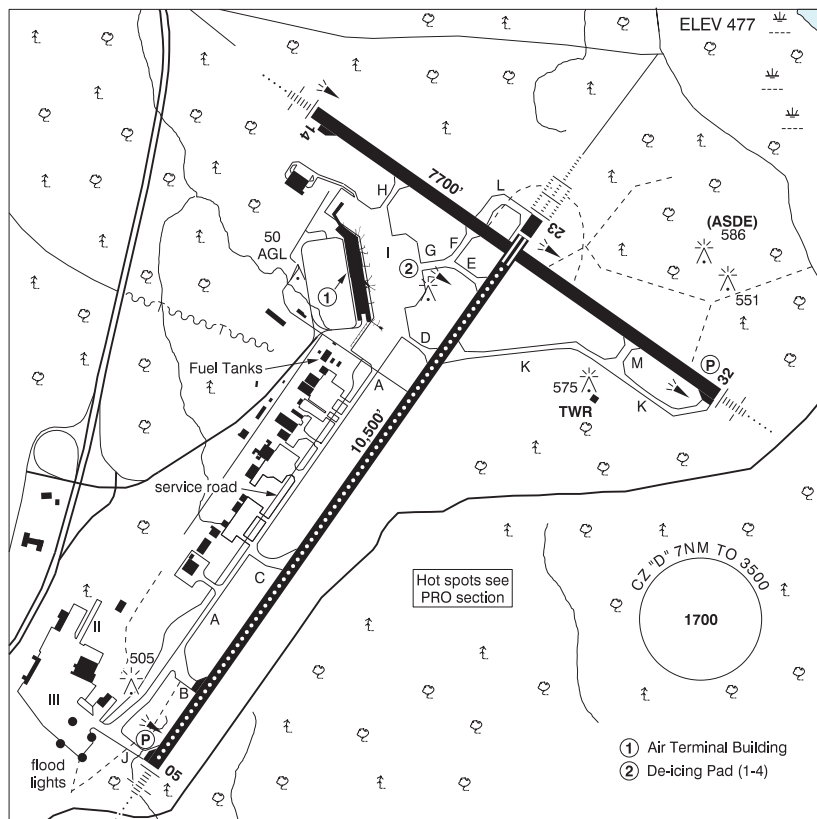 ELEV 477
14
7700'
H
L
23
(ASDE)
586
50
AGL
I
G
F
E
2
551
1
D
Fuel Tanks
A
K
M
P
32
575
K
TWR
10,500'
service road
C
Hot spots see
PRO section
CZ "D" 7NM TO 3500
1700
A
II
505
B
III
P
J
05
flood
lights
1 Air Terminal Building
2 De-icing Pad (1-4)